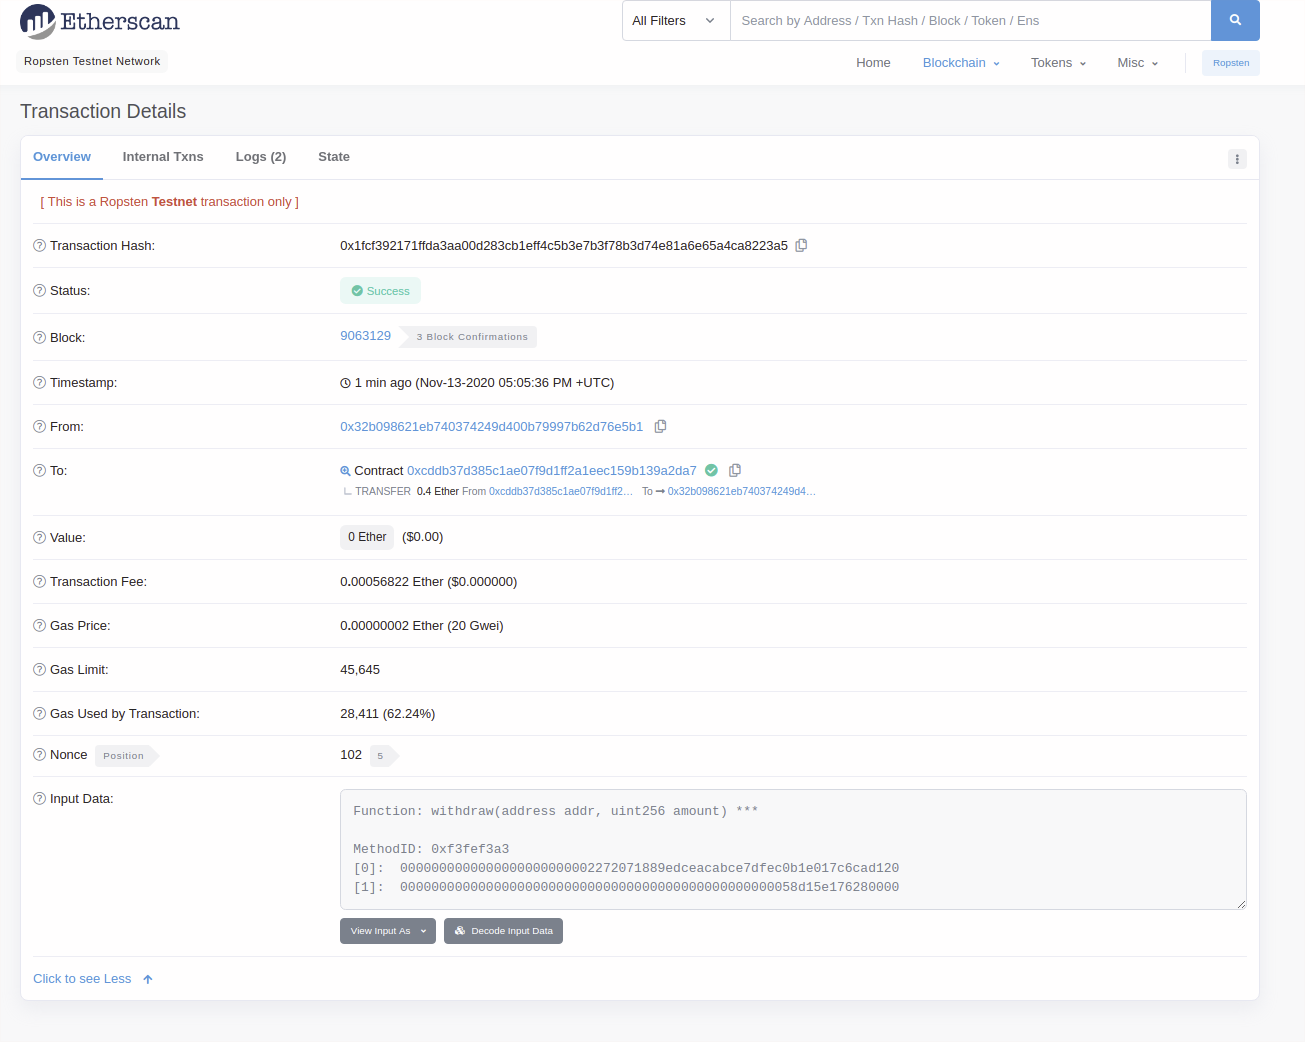 Etherscan
All Filters
Search by Address / Txn Hash / Block / Token / Ens
Ropsten Testnet Network
Home Blockchain Tokens Misc Ropsten
Transaction Details
Overview Internal Txns Logs (2) State
[ This is a Ropsten Testnet transaction only ]
Transaction Hash: 0x1fcf392171ffda3aa00d283cb1eff4c5b3e7b3f78b3d74e81a6e65a4ca8223a5
Status: Success
Block: 9063129 3 Block Confirmations
Timestamp: 1 min ago (Nov-13-2020 05:05:36 PM +UTC)
From: 0x32b098621eb740374249d400b79997b62d76e5b1
To: Contract 0xcddb37d385c1ae07f9d1ff2a1eec159b139a2da7
TRANSFER 0.4 Ether From 0xcddb37d385c1ae07f9d1ff2... To 0x32b098621eb740374249d4...
Value: 0 Ether ($0.00)
Transaction Fee: 0.00056822 Ether ($0.000000)
Gas Price: 0.00000002 Ether (20 Gwei)
Gas Limit: 45,645
Gas Used by Transaction: 28,411 (62.24%)
Nonce Position 102 5
Input Data:
Function: withdraw(address addr, uint256 amount) ***
MethodID: 0xf3fef3a3
[0]: 0000000000000000000000002272071889edceacabce7dfec0b1e017c6cad120
[1]: 000000000000000000000000000000000000000000000000058d15e176280000
View Input As Decode Input Data
Click to see Less